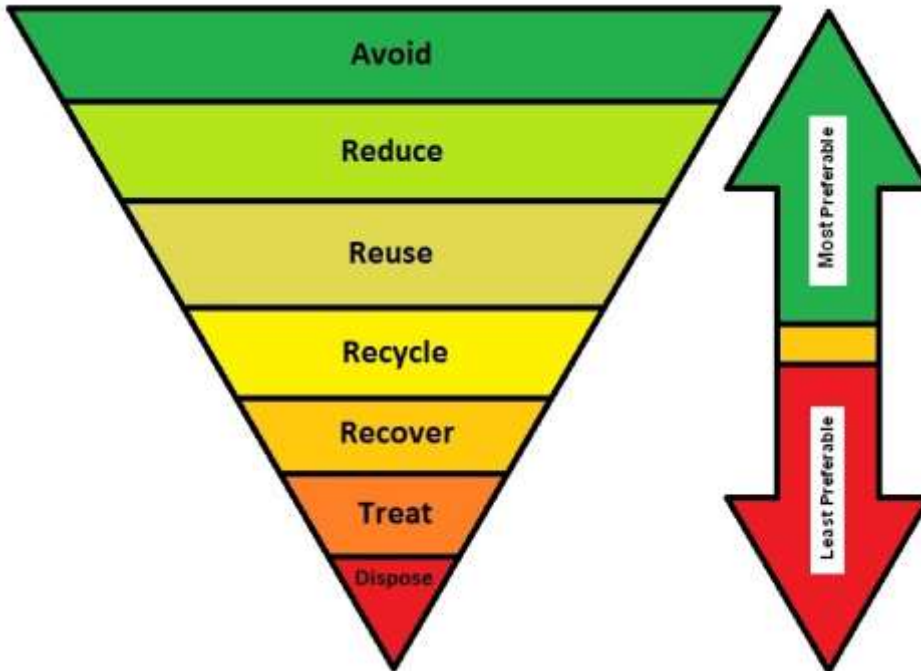 Avoid
Reduce
Reuse
Recycle
Recover
Treat
Dispose
Most Preferable
Least Preferable